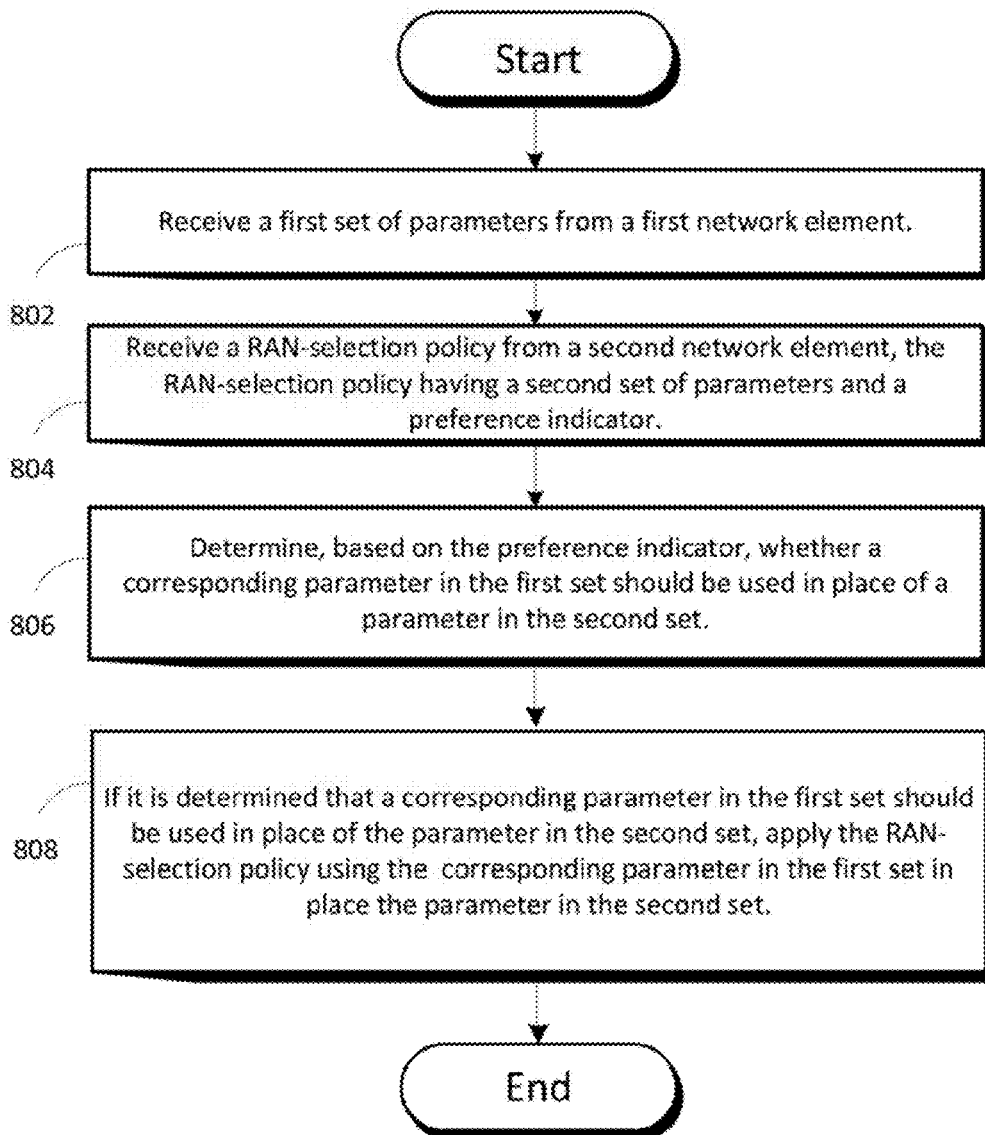 Start
Receive a first set of parameters from a first network element.
802
Receive a RAN-selection policy from a second network element, the
RAN-selection policy having a second set of parameters and a
preference indicator.
804
Determine, based on the preference indicator, whether a
corresponding parameter in the first set should be used in place of a
parameter in the second set.
806
If it is determined that a corresponding parameter in the first set should
be used in place of the parameter in the second set, apply the RAN-
selection policy using the corresponding parameter in the first set in
place the parameter in the second set.
808
End